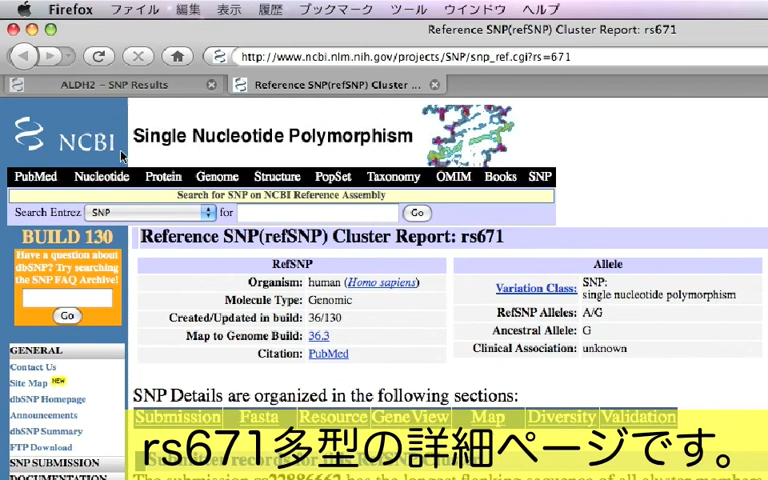 Firefox ファイル 編集 表示 履歴 ブックマーク ツール ウインドウ ヘルプ
Reference SNP(refSNP) Cluster Report: rs671
http://www.ncbi.nlm.nih.gov/projects/SNP/snp_ref.cgi?rs=671
ALDH2 – SNP Results Reference SNP(refSNP) Cluster ...
NCBI Single Nucleotide Polymorphism
PubMed Nucleotide Protein Genome Structure PopSet Taxonomy OMIM Books SNP
Search for SNP on NCBI Reference Assembly
Search Entrez SNP for Go
BUILD 130
Have a question about
dbSNP? Try searching
the SNP FAQ Archive!
Go
GENERAL
Contact Us
Site Map NEW
dbSNP Homepage
Announcements
dbSNP Summary
FTP Download
SNP SUBMISSION
DOCUMENTATION
Reference SNP(refSNP) Cluster Report: rs671
RefSNP
Organism: human (Homo sapiens)
Molecule Type: Genomic
Created/Updated in build: 36/130
Map to Genome Build: 36.3
Citation: PubMed
Allele
Variation Class: SNP:
single nucleotide polymorphism
RefSNP Alleles: A/G
Ancestral Allele: G
Clinical Association: unknown
SNP Details are organized in the following sections:
Submission Fasta Resource GeneView Map Diversity Validation
rs671多型の詳細ページです。